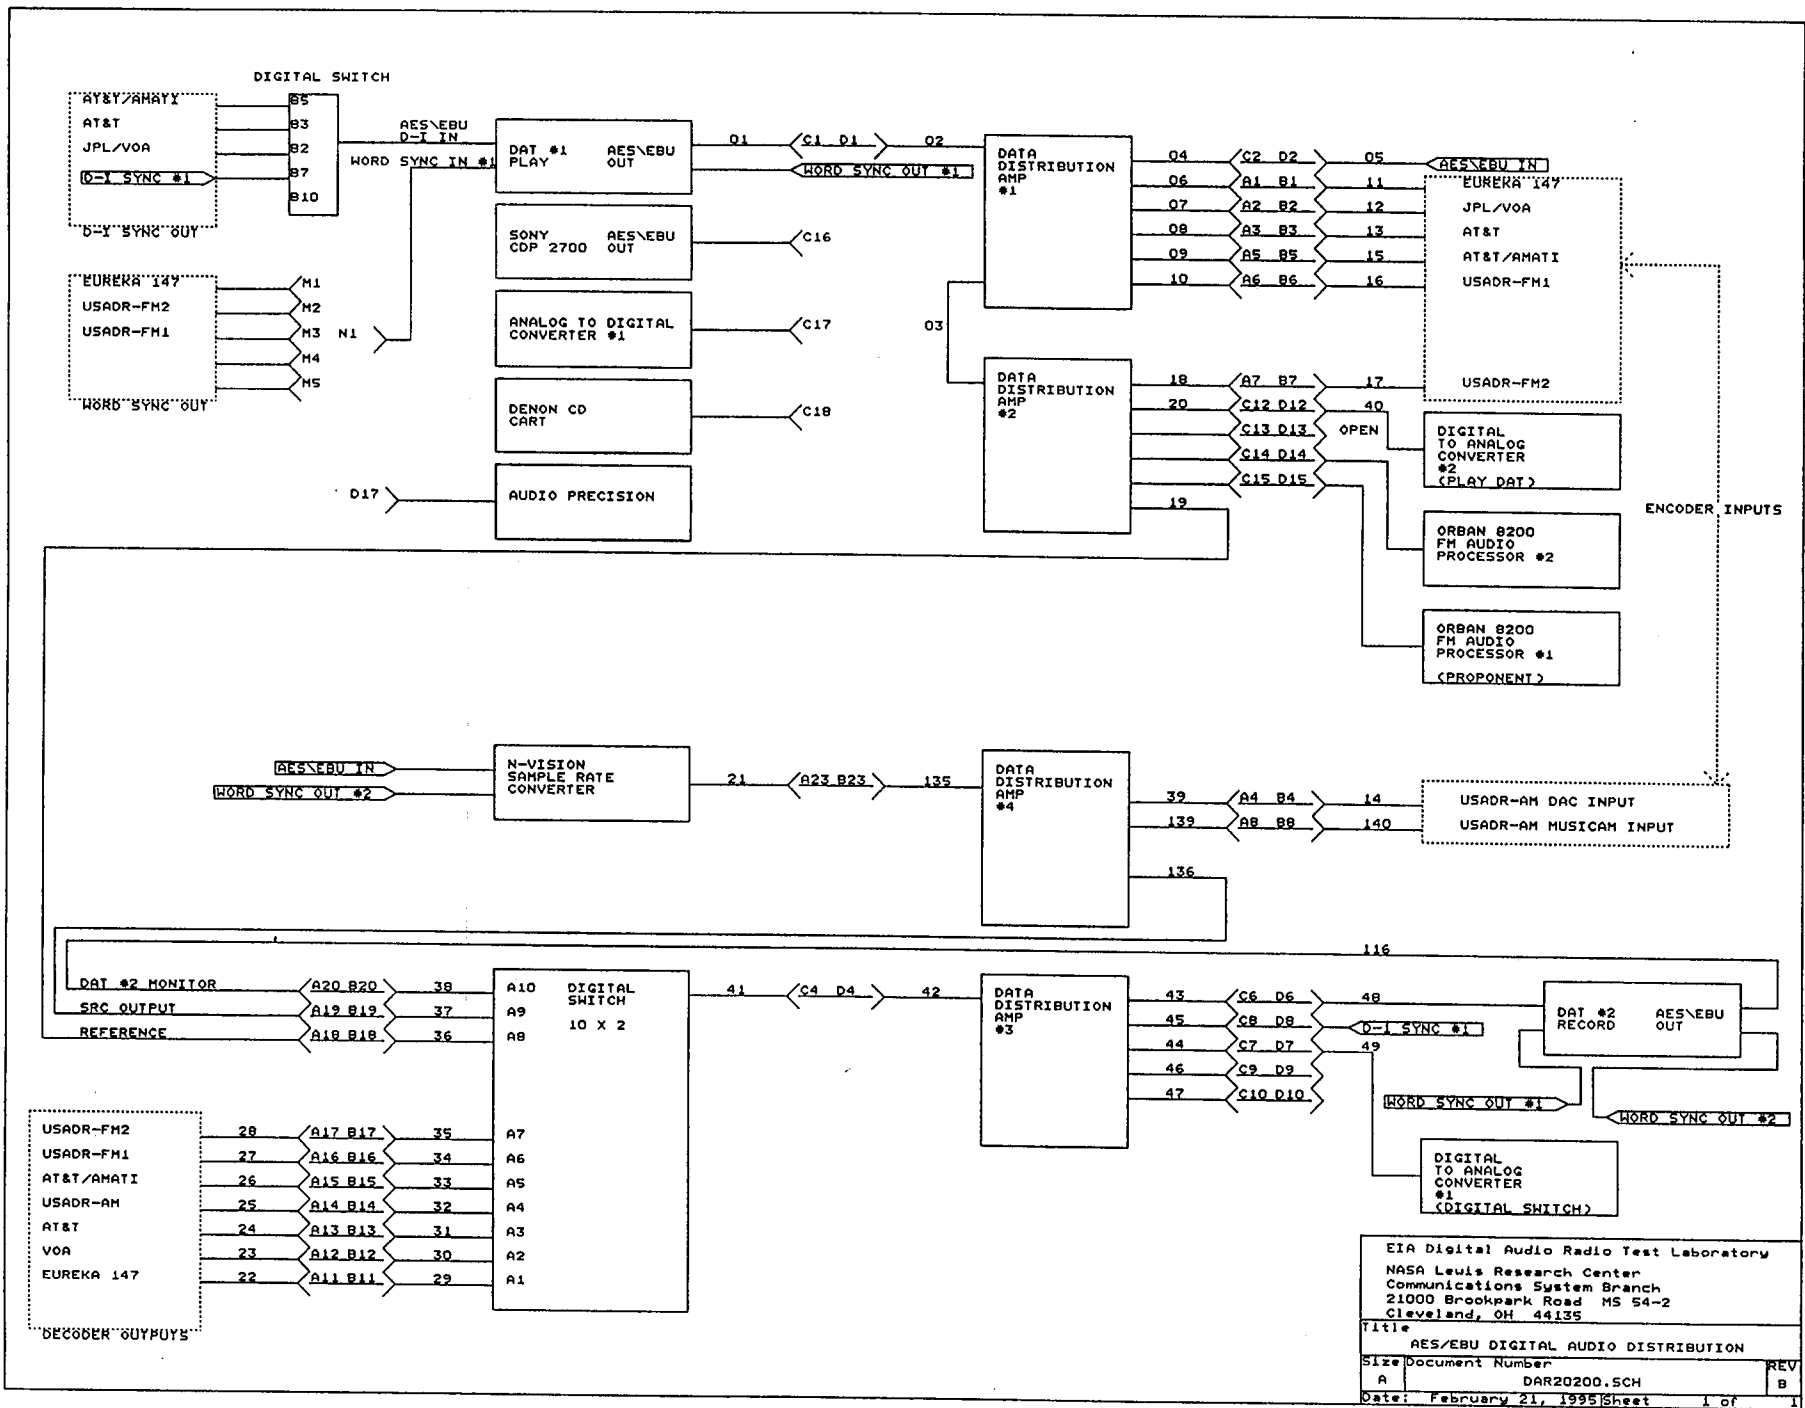 DIGITAL SWITCH
AT&T/AMATI
AT&T
JPL/VOA
D-I SYNC #1
D-I SYNC OUT
B5
B3
B2
B7
B10
AES\EBU
D-I IN
WORD SYNC IN #1
EUREKA 147
USADR-FM2
USADR-FM1
WORD SYNC OUT
M1
M2
M3
M4
M5
N1
DAT #1
PLAY
AES\EBU
OUT
SONY
CDP 2700
AES\EBU
OUT
ANALOG TO DIGITAL
CONVERTER #1
DENON CD
CART
D17
AUDIO PRECISION
01
C1 D1
02
WORD SYNC OUT #1
C16
C17
C18
DATA
DISTRIBUTION
AMP
#1
03
DATA
DISTRIBUTION
AMP
#2
04 C2 D2 05
06 A1 B1 11
07 A2 B2 12
08 A3 B3 13
09 A5 B5 15
10 A6 B6 16
AES\EBU IN
EUREKA 147
JPL/VOA
AT&T
AT&T/AMATI
USADR-FM1
USADR-FM2
18 A7 B7 17
20 C12 D12 40
C13 D13 OPEN
C14 D14
C15 D15
19
DIGITAL
TO ANALOG
CONVERTER
#2
(PLAY DAT)
ORBAN 8200
FM AUDIO
PROCESSOR #2
ORBAN 8200
FM AUDIO
PROCESSOR #1
(PROPONENT)
ENCODER INPUTS
AES\EBU IN
WORD SYNC OUT #2
N-VISION
SAMPLE RATE
CONVERTER
21 A23 B23 135
DATA
DISTRIBUTION
AMP
#4
39 A4 B4 14
139 A8 B8 140
136
USADR-AM DAC INPUT
USADR-AM MUSICAM INPUT
116
DAT #2 MONITOR A20 B20 38 A10
SRC OUTPUT A19 B19 37 A9
REFERENCE A18 B18 36 A8
DIGITAL
SWITCH
10 X 2
41 C4 D4 42
DATA
DISTRIBUTION
AMP
#3
43 C6 D6 48
45 C8 D8
D-I SYNC #1
44 C7 D7 49
46 C9 D9
47 C10 D10
DAT #2
RECORD
AES\EBU
OUT
WORD SYNC OUT #1
WORD SYNC OUT #2
DIGITAL
TO ANALOG
CONVERTER
#1
(DIGITAL SWITCH)
USADR-FM2 28 A17 B17 35 A7
USADR-FM1 27 A16 B16 34 A6
AT&T/AMATI 26 A15 B15 33 A5
USADR-AM 25 A14 B14 32 A4
AT&T 24 A13 B13 31 A3
VOA 23 A12 B12 30 A2
EUREKA 147 22 A11 B11 29 A1
DECODER OUTPUTS
EIA Digital Audio Radio Test Laboratory
NASA Lewis Research Center
Communications System Branch
21000 Brookpark Road MS 54-2
Cleveland, OH 44135
Title
AES/EBU DIGITAL AUDIO DISTRIBUTION
Size Document Number REV
A DAR20200.SCH B
Date: February 21, 1995 Sheet 1 of 1